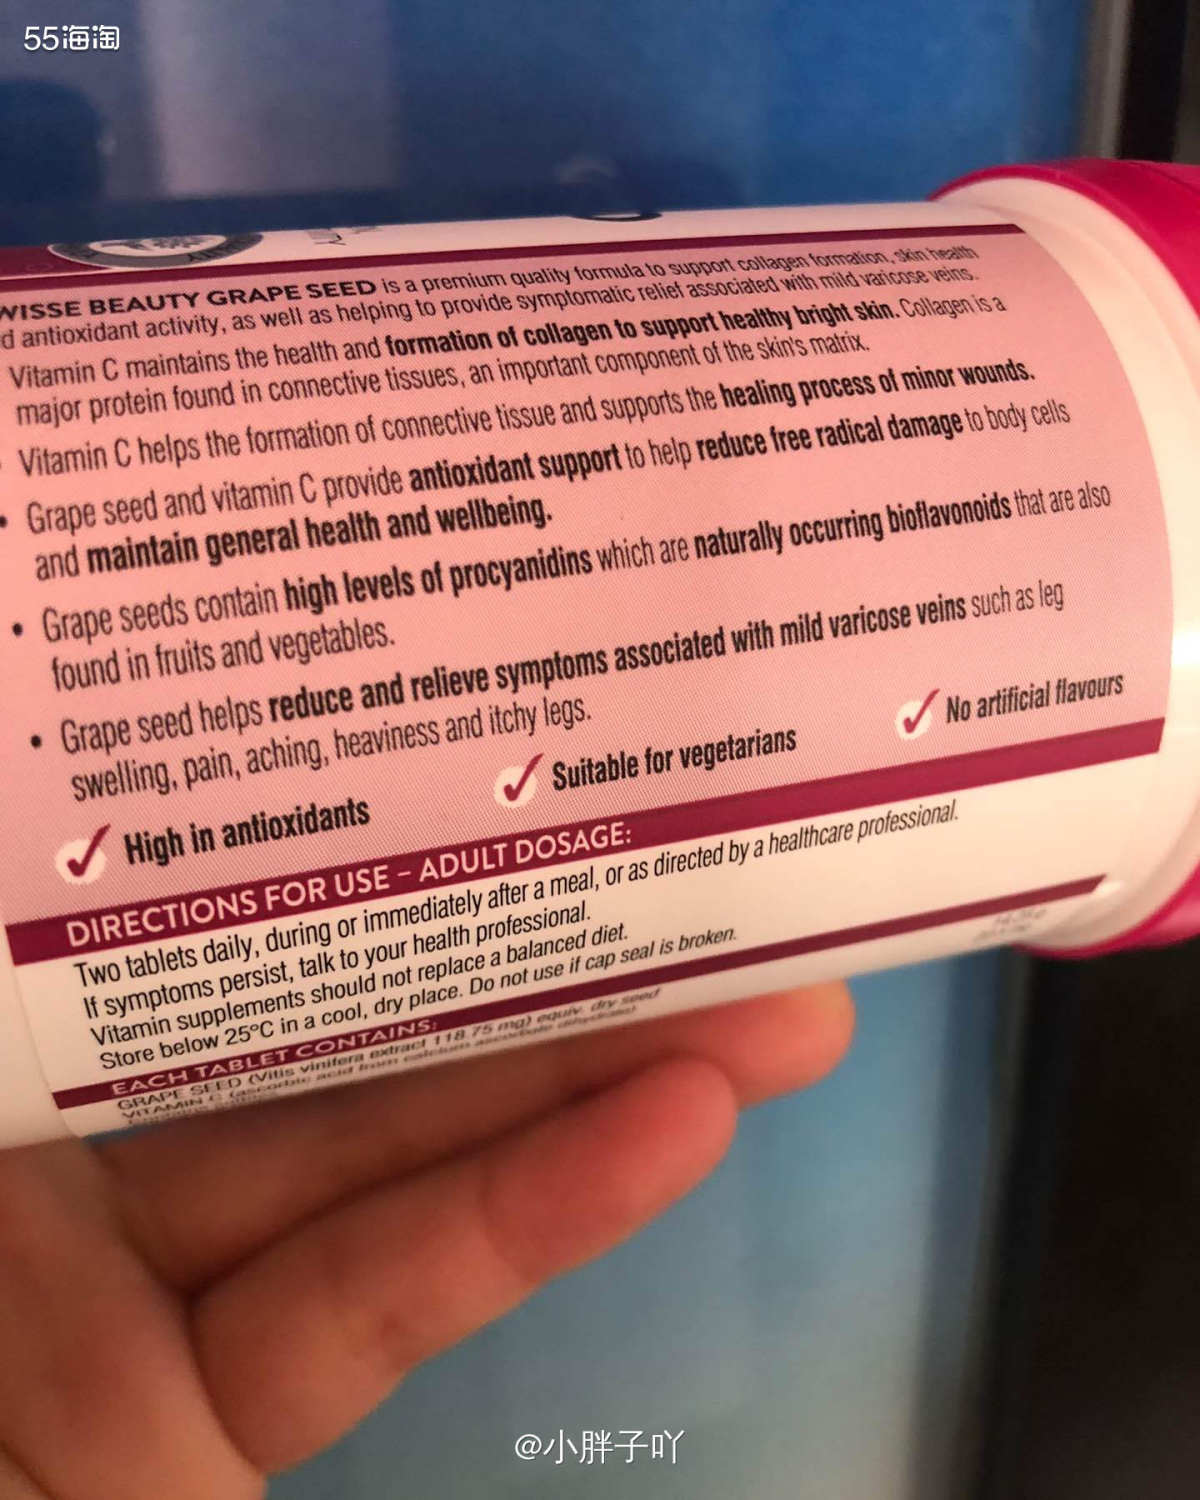 55海淘
WISSE BEAUTY GRAPE SEED is a premium quality formula to support collagen formation, skin health
d antioxidant activity, as well as helping to provide symptomatic relief associated with mild varicose veins.
Vitamin C maintains the health and formation of collagen to support healthy bright skin. Collagen is a
major protein found in connective tissues, an important component of the skin's matrix.
Vitamin C helps the formation of connective tissue and supports the healing process of minor wounds.
• Grape seed and vitamin C provide antioxidant support to help reduce free radical damage to body cells
and maintain general health and wellbeing.
• Grape seeds contain high levels of procyanidins which are naturally occurring bioflavonoids that are also
found in fruits and vegetables.
• Grape seed helps reduce and relieve symptoms associated with mild varicose veins such as leg
swelling, pain, aching, heaviness and itchy legs.
✓ High in antioxidants ✓ Suitable for vegetarians ✓ No artificial flavours
DIRECTIONS FOR USE – ADULT DOSAGE:
Two tablets daily, during or immediately after a meal, or as directed by a healthcare professional.
If symptoms persist, talk to your health professional.
Vitamin supplements should not replace a balanced diet.
Store below 25°C in a cool, dry place. Do not use if cap seal is broken.
EACH TABLET CONTAINS:
GRAPE SEED (Vitis vinifera extract 118.75 mg) equiv. dry seed
VITAMIN C (ascorbic acid from calcium ascorbate dihydrate)
@小胖子吖